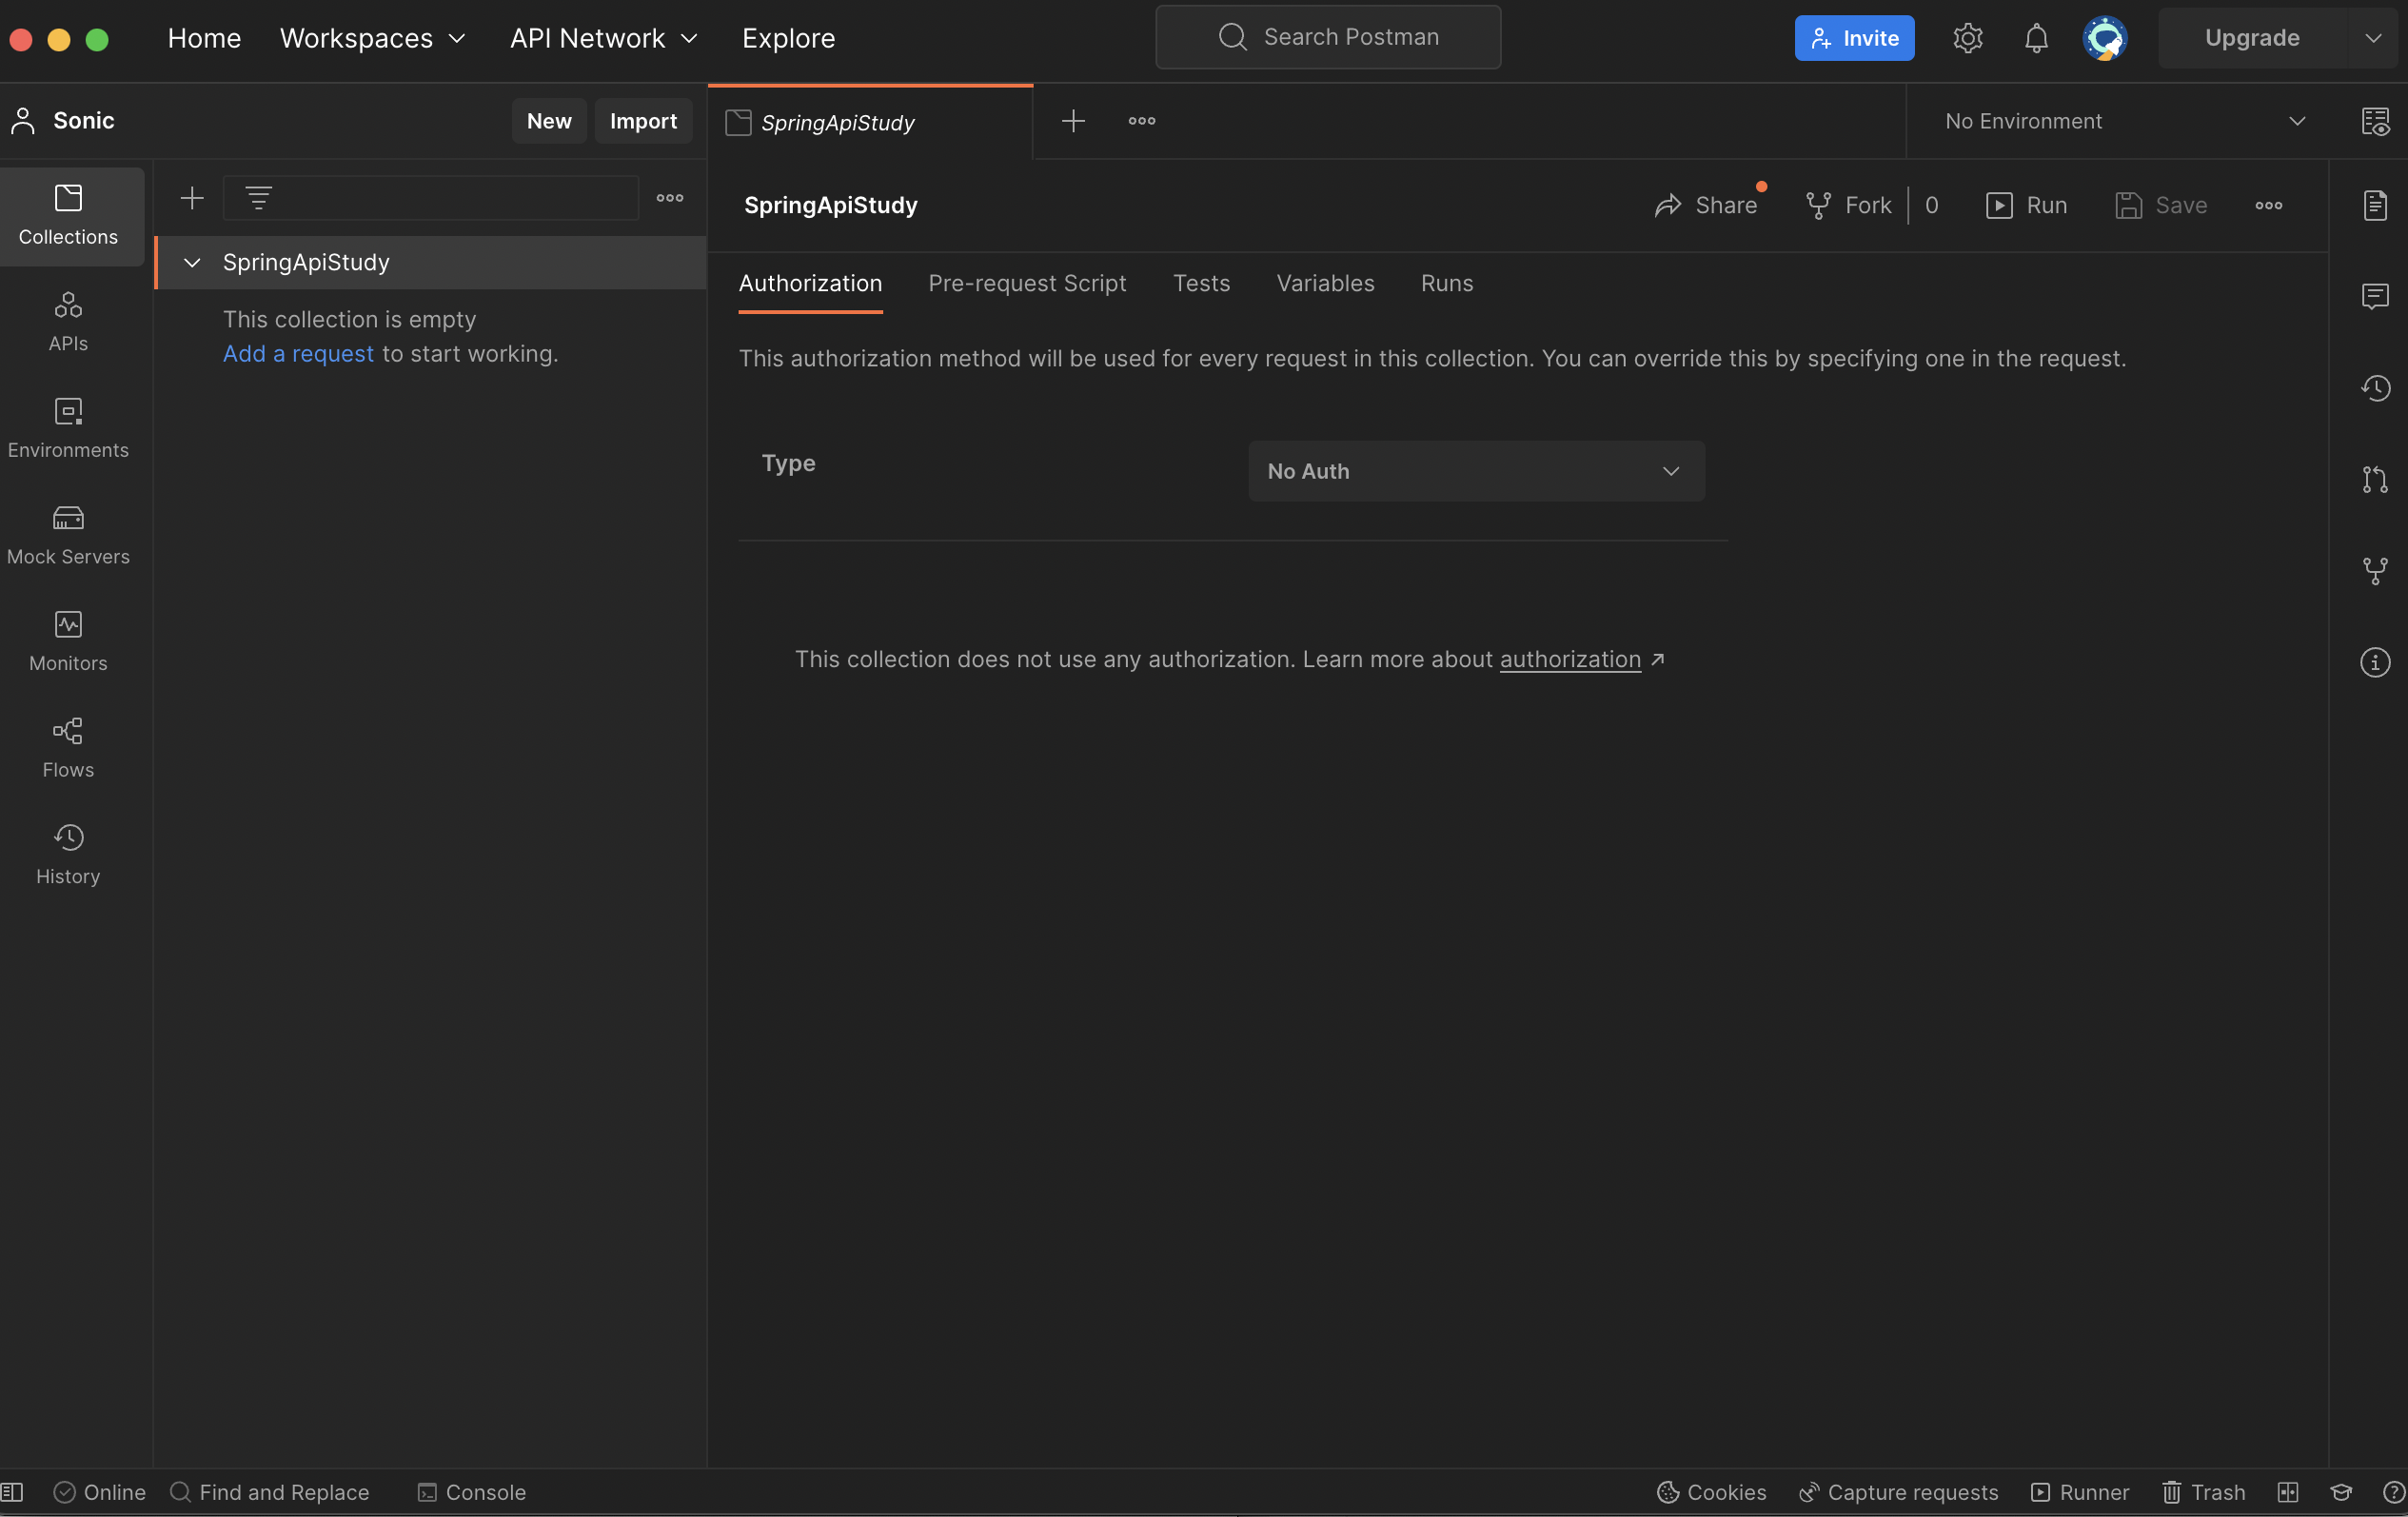 Home Workspaces API Network Explore Search Postman Invite Upgrade
Sonic New Import SpringApiStudy No Environment
Collections
SpringApiStudy
This collection is empty
Add a request to start working.
APIs
Environments
Mock Servers
Monitors
Flows
History
SpringApiStudy Share Fork 0 Run Save
Authorization Pre-request Script Tests Variables Runs
This authorization method will be used for every request in this collection. You can override this by specifying one in the request.
Type No Auth
This collection does not use any authorization. Learn more about authorization ↗
Online Find and Replace Console Cookies Capture requests Runner Trash